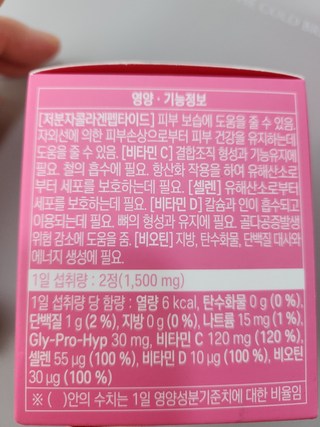 영양·기능정보
[저분자콜라겐펩타이드] 피부 보습에 도움을 줄 수 있음.
자외선에 의한 피부손상으로부터 피부 건강을 유지하는데
도움을 줄 수 있음. [비타민 C] 결합조직 형성과 기능유지에
필요. 철의 흡수에 필요. 항산화 작용을 하여 유해산소로
부터 세포를 보호하는데 필요. [셀렌] 유해산소로부터
세포를 보호하는데 필요. [비타민 D] 칼슘과 인이 흡수되고
이용되는데 필요. 뼈의 형성과 유지에 필요. 골다공증발생
위험 감소에 도움을 줌. [비오틴] 지방, 탄수화물, 단백질 대사와
에너지 생성에 필요.
1일 섭취량 : 2정(1,500 mg)
1일 섭취량 당 함량 : 열량 6 kcal, 탄수화물 0 g (0 %),
단백질 1 g (2 %), 지방 0 g (0 %), 나트륨 15 mg (1 %),
Gly-Pro-Hyp 30 mg, 비타민 C 120 mg (120 %),
셀렌 55 μg (100 %), 비타민 D 10 μg (100 %), 비오틴
30 μg (100 %)
※ ( )안의 수치는 1일 영양성분기준치에 대한 비율임